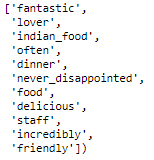 ['fantastic',
'lover',
'indian_food',
'often',
'dinner',
'never_disappointed',
'food',
'delicious',
'staff',
'incredibly',
'friendly'])